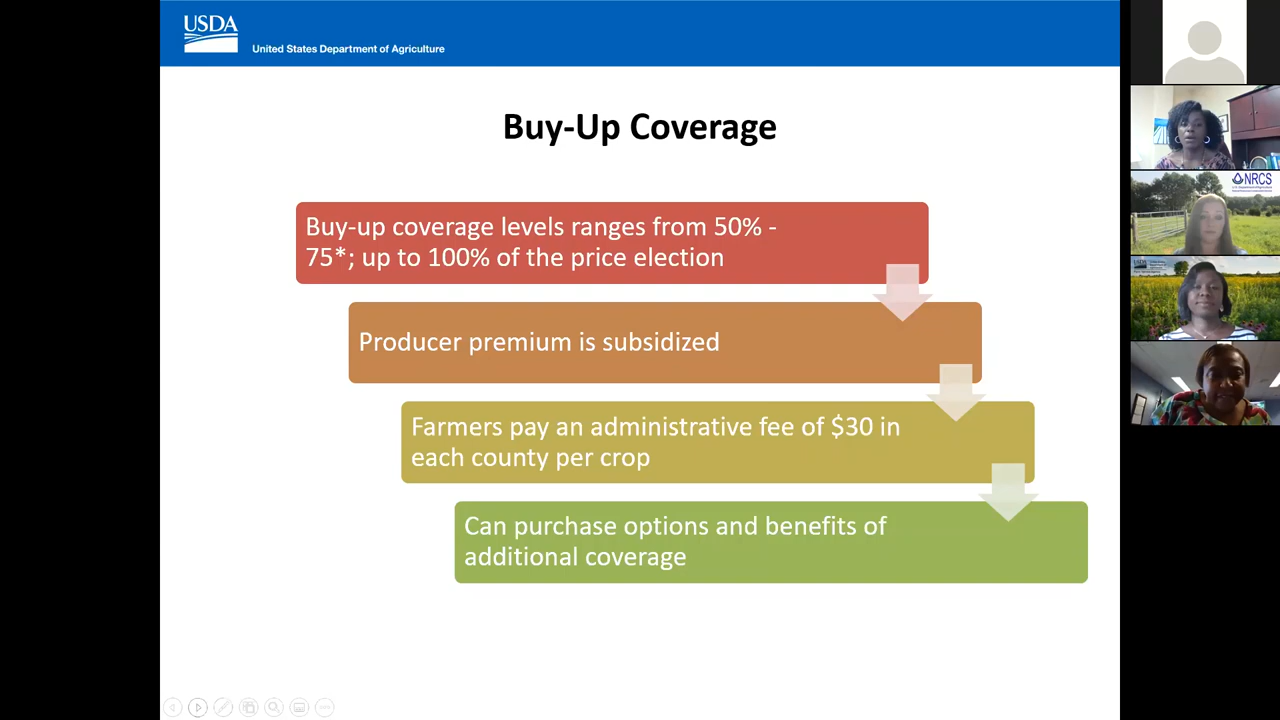 USDA
United States Department of Agriculture
Buy-Up Coverage
Buy-up coverage levels ranges from 50% -
75*; up to 100% of the price election
Producer premium is subsidized
Farmers pay an administrative fee of $30 in
each county per crop
Can purchase options and benefits of
additional coverage
NRCS
USDA